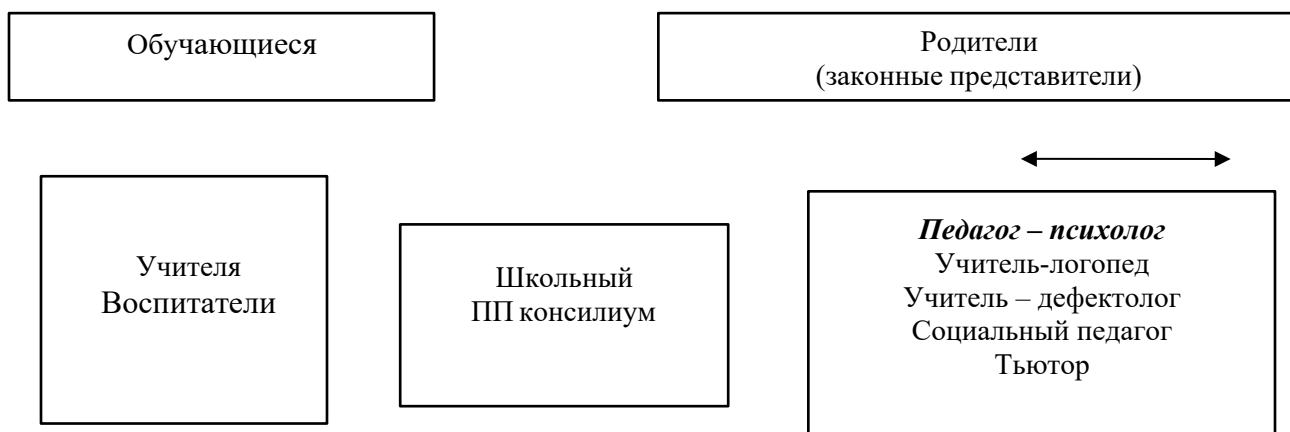 Обучающиеся
Родители
(законные представители)
Учителя
Воспитатели
Школьный
ПП консилиум
Педагог – психолог
Учитель-логопед
Учитель – дефектолог
Социальный педагог
Тьютор